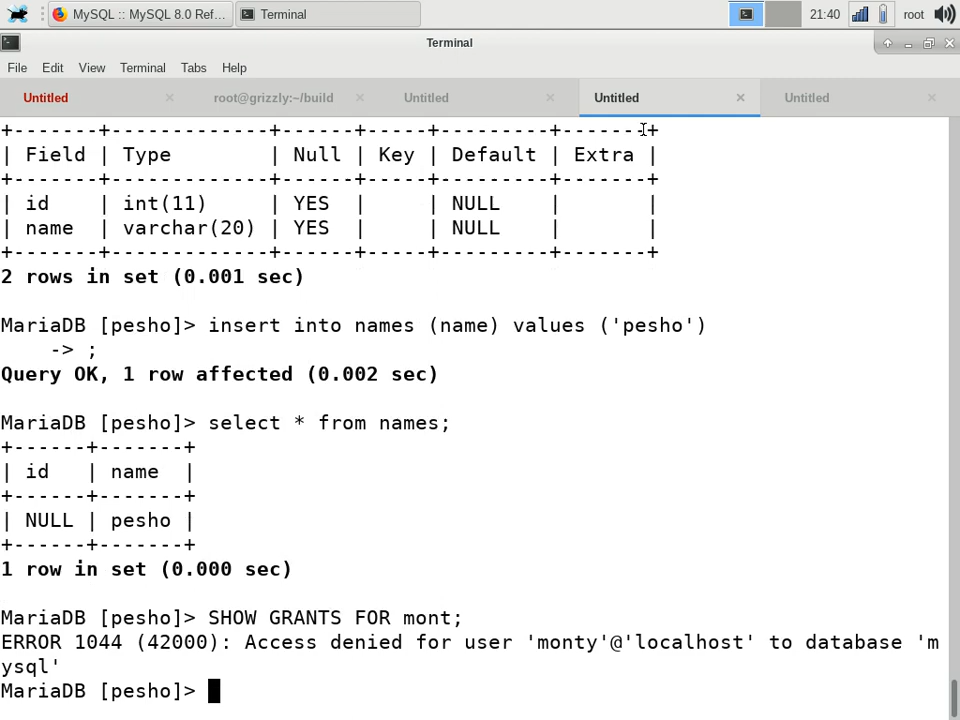 MySQL :: MySQL 8.0 Ref... Terminal 21:40 root
Terminal
File Edit View Terminal Tabs Help
Untitled root@grizzly:~/build Untitled Untitled Untitled
+-------+-------------+------+-----+---------+-------+
| Field | Type        | Null | Key | Default | Extra |
+-------+-------------+------+-----+---------+-------+
| id    | int(11)     | YES  |     | NULL    |       |
| name  | varchar(20) | YES  |     | NULL    |       |
+-------+-------------+------+-----+---------+-------+
2 rows in set (0.001 sec)
MariaDB [pesho]> insert into names (name) values ('pesho')
    -> ;
Query OK, 1 row affected (0.002 sec)
MariaDB [pesho]> select * from names;
+------+-------+
| id   | name  |
+------+-------+
| NULL | pesho |
+------+-------+
1 row in set (0.000 sec)
MariaDB [pesho]> SHOW GRANTS FOR mont;
ERROR 1044 (42000): Access denied for user 'monty'@'localhost' to database 'm
ysql'
MariaDB [pesho]>